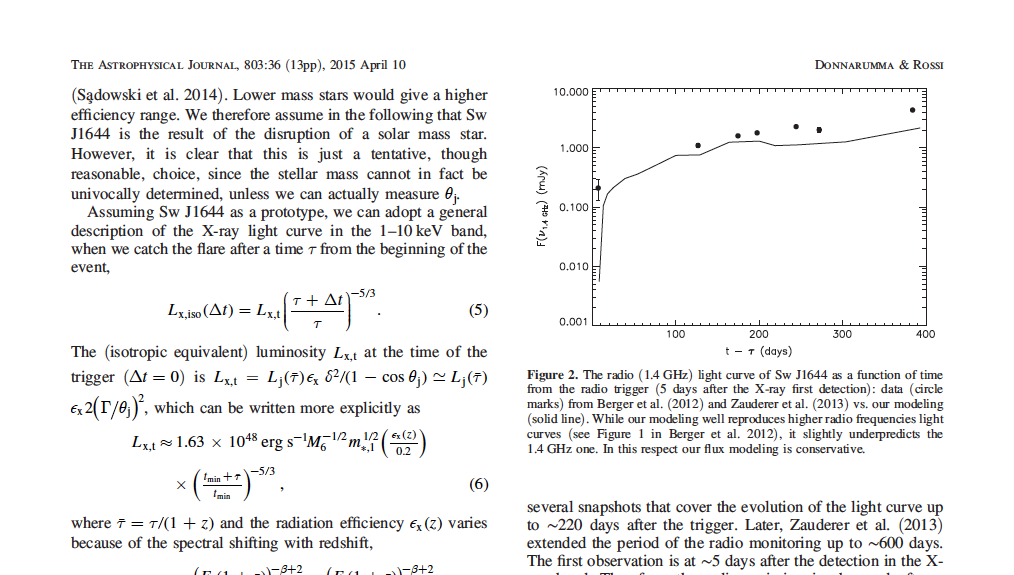 THE ASTROPHYSICAL JOURNAL, 803:36 (13pp), 2015 April 10
DONNARUMMA & ROSSI
(Sądowski et al. 2014). Lower mass stars would give a higher
efficiency range. We therefore assume in the following that Sw
J1644 is the result of the disruption of a solar mass star.
However, it is clear that this is just a tentative, though
reasonable, choice, since the stellar mass cannot in fact be
univocally determined, unless we can actually measure θj.
Assuming Sw J1644 as a prototype, we can adopt a general
description of the X-ray light curve in the 1–10 keV band,
when we catch the flare after a time τ from the beginning of the
event,
Lx,iso(Δt) = Lx,t((τ + Δt)/τ)^−5/3. (5)
The (isotropic equivalent) luminosity Lx,t at the time of the
trigger (Δt = 0) is Lx,t = Lj(τ̄)ϵx δ²/(1 − cos θj) ≃ Lj(τ̄)
ϵx2(Γ/θj)², which can be written more explicitly as
Lx,t ≈ 1.63 × 10^48 erg s^−1 M6^−1/2 m*,1^1/2 (ϵx(z)/0.2)
× ((tmin + τ)/tmin)^−5/3, (6)
where τ̄ = τ/(1 + z) and the radiation efficiency ϵx(z) varies
because of the spectral shifting with redshift,
10.000
1.000
0.100
0.010
0.001
F(ν1.4 GHz) (mJy)
100 200 300 400
t − τ (days)
Figure 2. The radio (1.4 GHz) light curve of Sw J1644 as a function of time
from the radio trigger (5 days after the X-ray first detection): data (circle
marks) from Berger et al. (2012) and Zauderer et al. (2013) vs. our modeling
(solid line). While our modeling well reproduces higher radio frequencies light
curves (see Figure 1 in Berger et al. 2012), it slightly underpredicts the
1.4 GHz one. In this respect our flux modeling is conservative.
several snapshots that cover the evolution of the light curve up
to ∼220 days after the trigger. Later, Zauderer et al. (2013)
extended the period of the radio monitoring up to ∼600 days.
The first observation is at ∼5 days after the detection in the X-